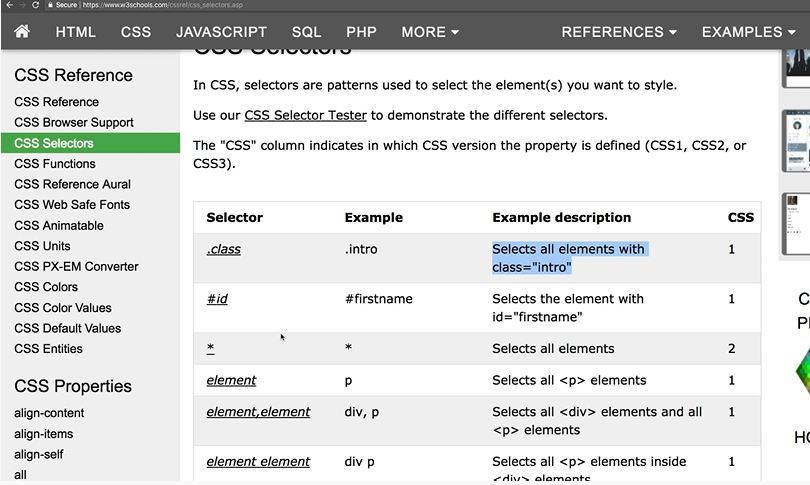 Secure | https://www.w3schools.com/cssref/css_selectors.asp
HTML CSS JAVASCRIPT SQL PHP MORE REFERENCES EXAMPLES
CSS Reference
CSS Reference
CSS Browser Support
CSS Selectors
CSS Functions
CSS Reference Aural
CSS Web Safe Fonts
CSS Animatable
CSS Units
CSS PX-EM Converter
CSS Colors
CSS Color Values
CSS Default Values
CSS Entities
CSS Properties
align-content
align-items
align-self
all
CSS Selectors
In CSS, selectors are patterns used to select the element(s) you want to style.
Use our CSS Selector Tester to demonstrate the different selectors.
The "CSS" column indicates in which CSS version the property is defined (CSS1, CSS2, or
CSS3).
Selector Example Example description CSS
.class .intro Selects all elements with 1
class="intro"
#id #firstname Selects the element with 1
id="firstname"
* * Selects all elements 2
element p Selects all <p> elements 1
element,element div, p Selects all <div> elements and all 1
<p> elements
element element div p Selects all <p> elements inside 1
<div> elements
C
P
HO